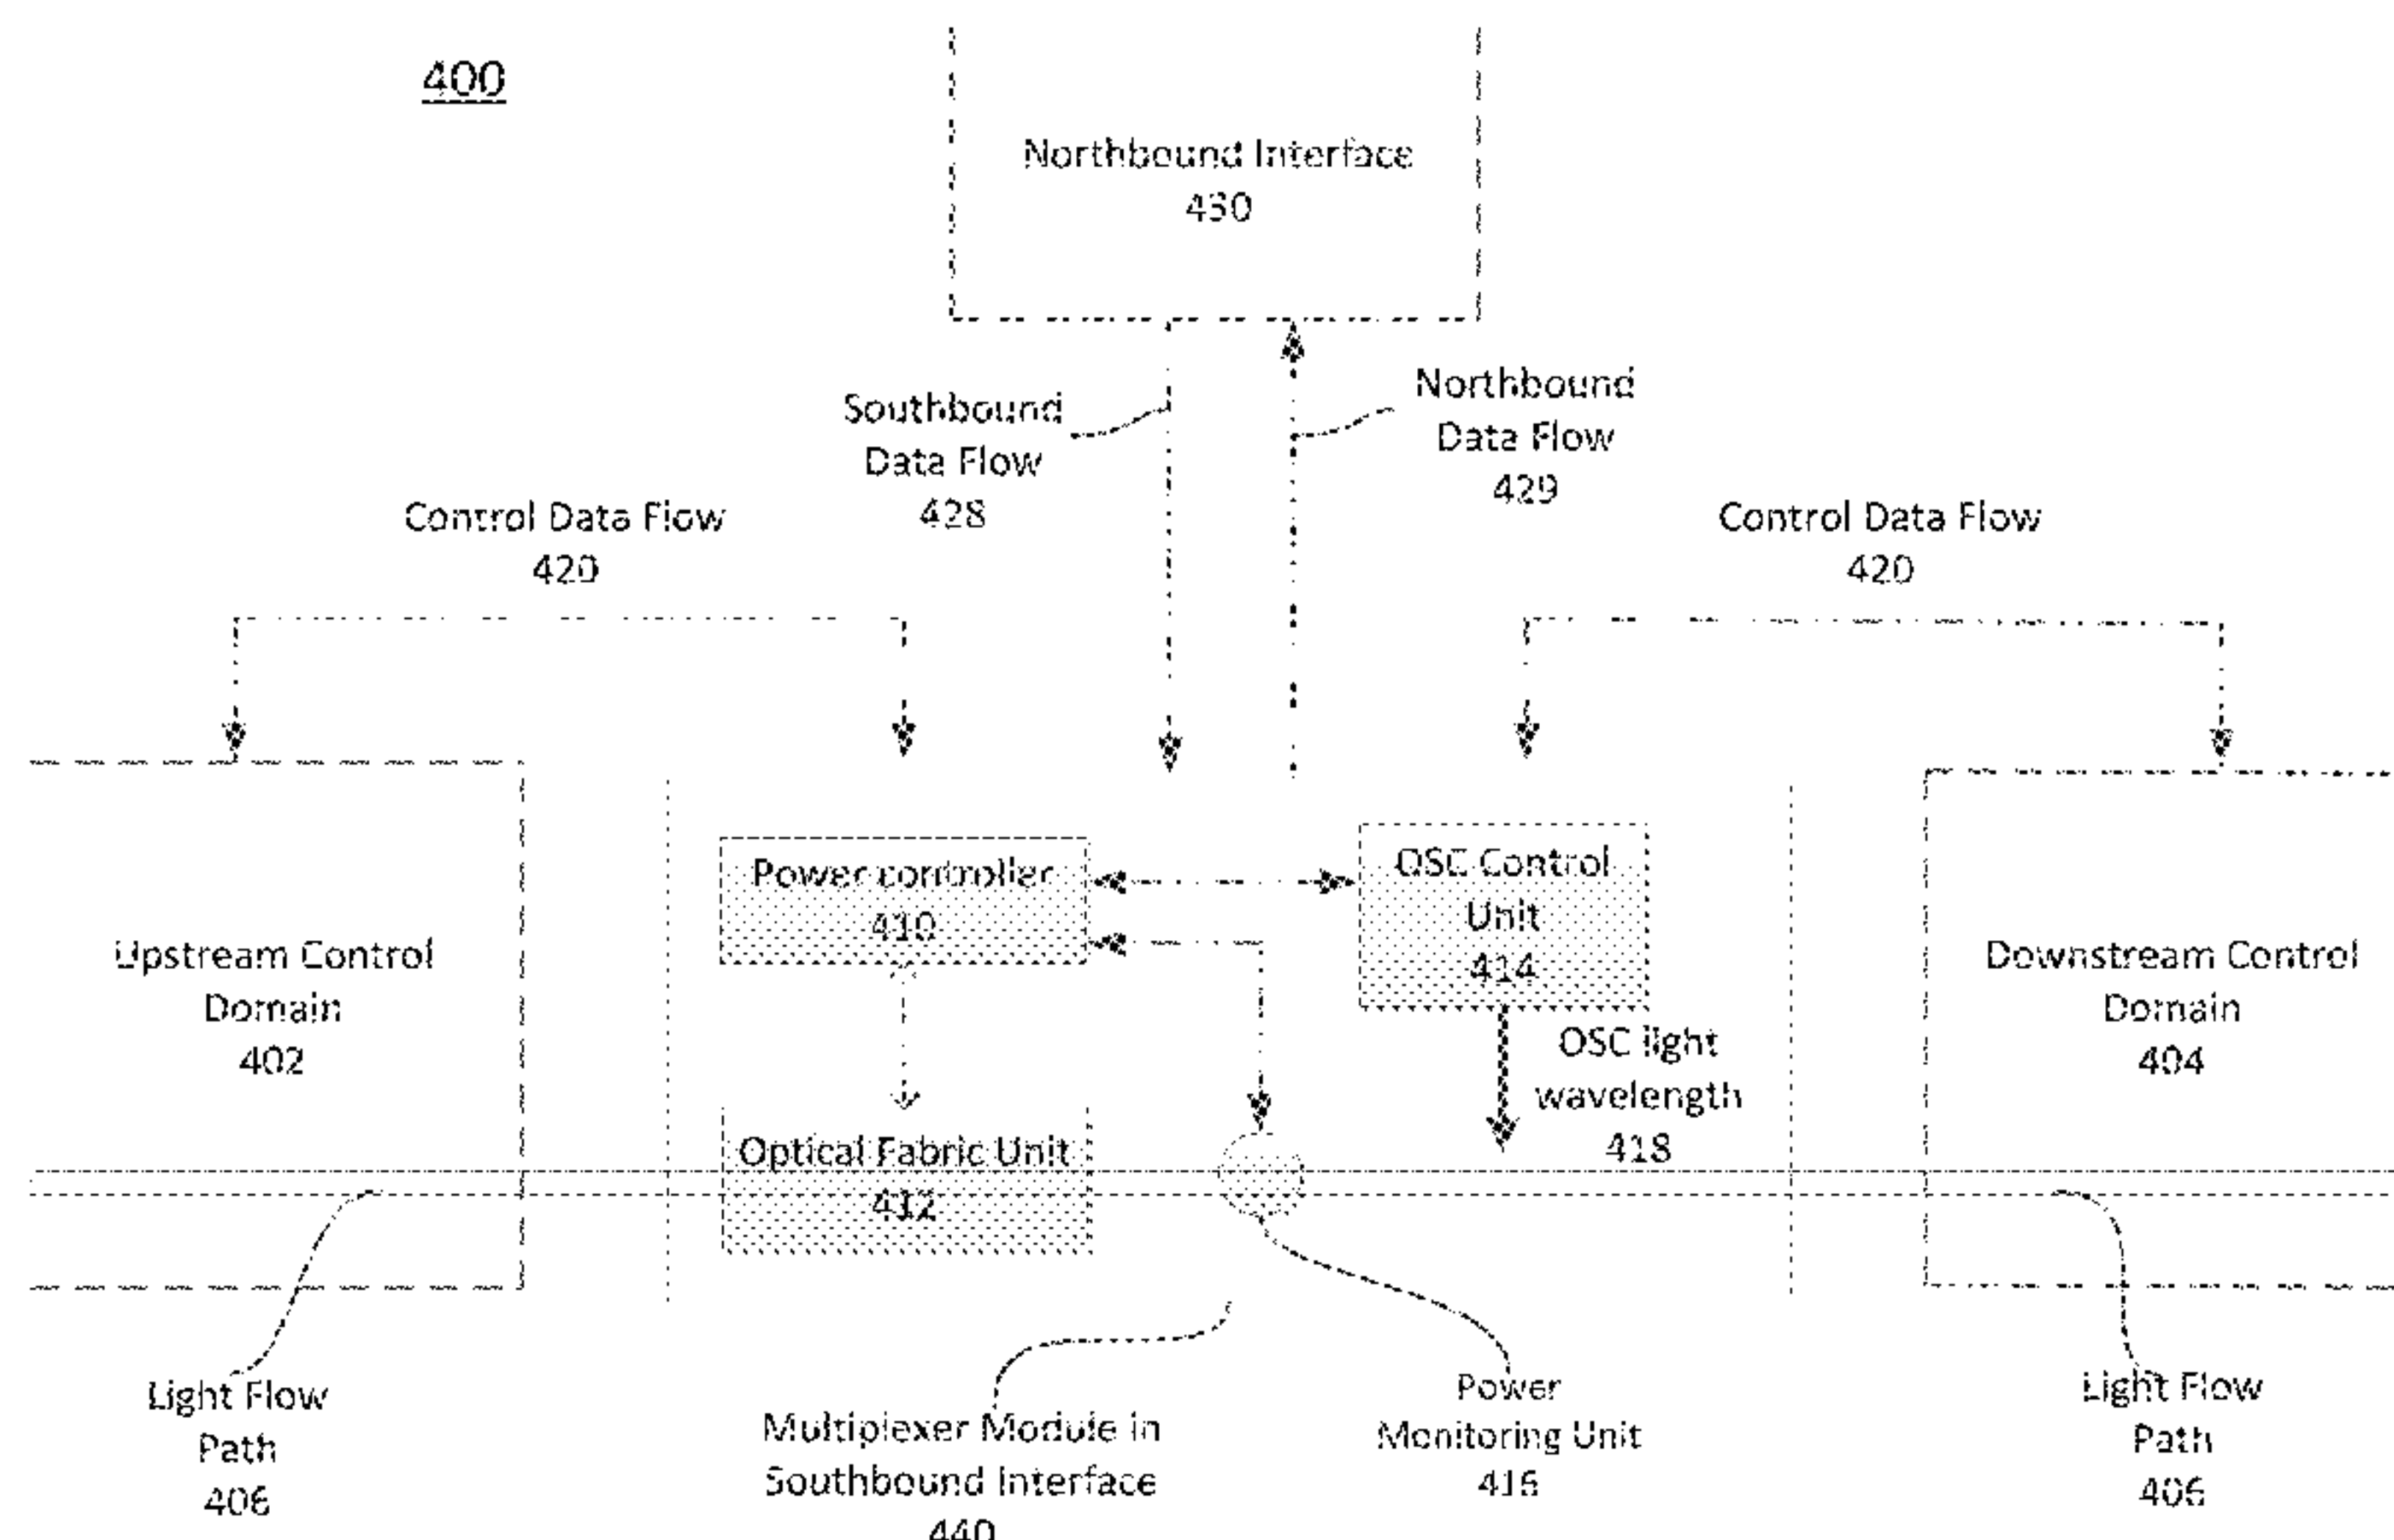 400
Northbound Interface
430
Southbound
Data Flow
428
Northbound
Data Flow
429
Control Data Flow
420
Control Data Flow
420
Upstream Control
Domain
402
Power controller
410
OSC Control
Unit
414
Downstream Control
Domain
404
OSC light
wavelength
418
Optical Fabric Unit
412
Light Flow
Path
406
Multiplexer Module in
Southbound Interface
440
Power
Monitoring Unit
416
Light Flow
Path
406